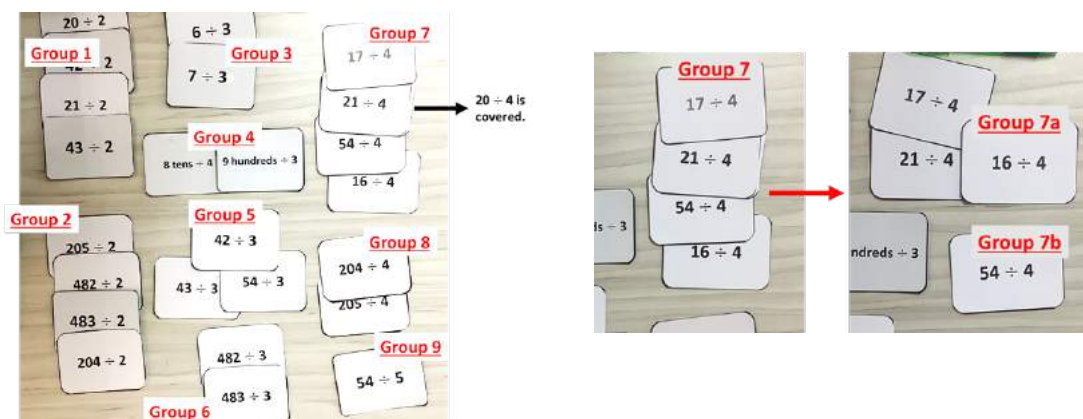 20 ÷ 2
Group 1
42 ÷ 2
21 ÷ 2
43 ÷ 2
6 ÷ 3
Group 3
7 ÷ 3
Group 7
17 ÷ 4
21 ÷ 4
20 ÷ 4 is
covered.
54 ÷ 4
16 ÷ 4
Group 4
8 tens ÷ 4
9 hundreds ÷ 3
Group 2
205 ÷ 2
482 ÷ 2
483 ÷ 2
204 ÷ 2
Group 5
42 ÷ 3
43 ÷ 3
54 ÷ 3
Group 8
204 ÷ 4
205 ÷ 4
482 ÷ 3
483 ÷ 3
Group 6
Group 9
54 ÷ 5
Group 7
17 ÷ 4
21 ÷ 4
54 ÷ 4
ds ÷ 3
16 ÷ 4
17 ÷ 4
Group 7a
21 ÷ 4
16 ÷ 4
ndreds ÷ 3
Group 7b
54 ÷ 4